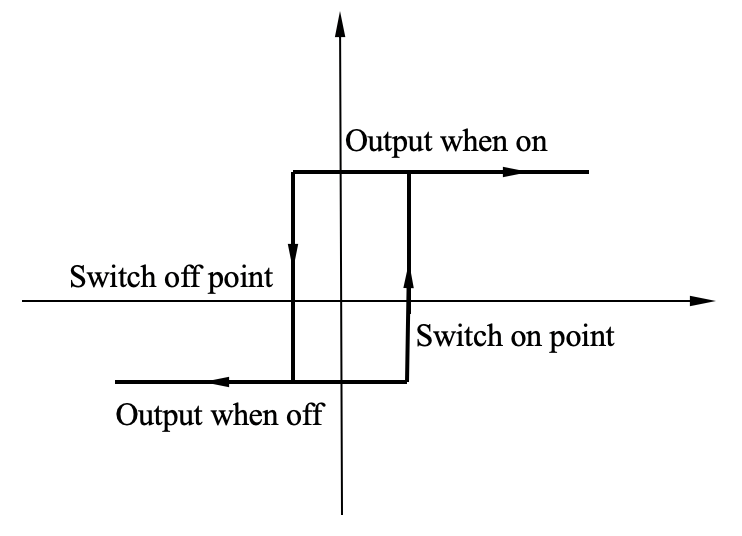 Output when on
Switch off point
Switch on point
Output when off